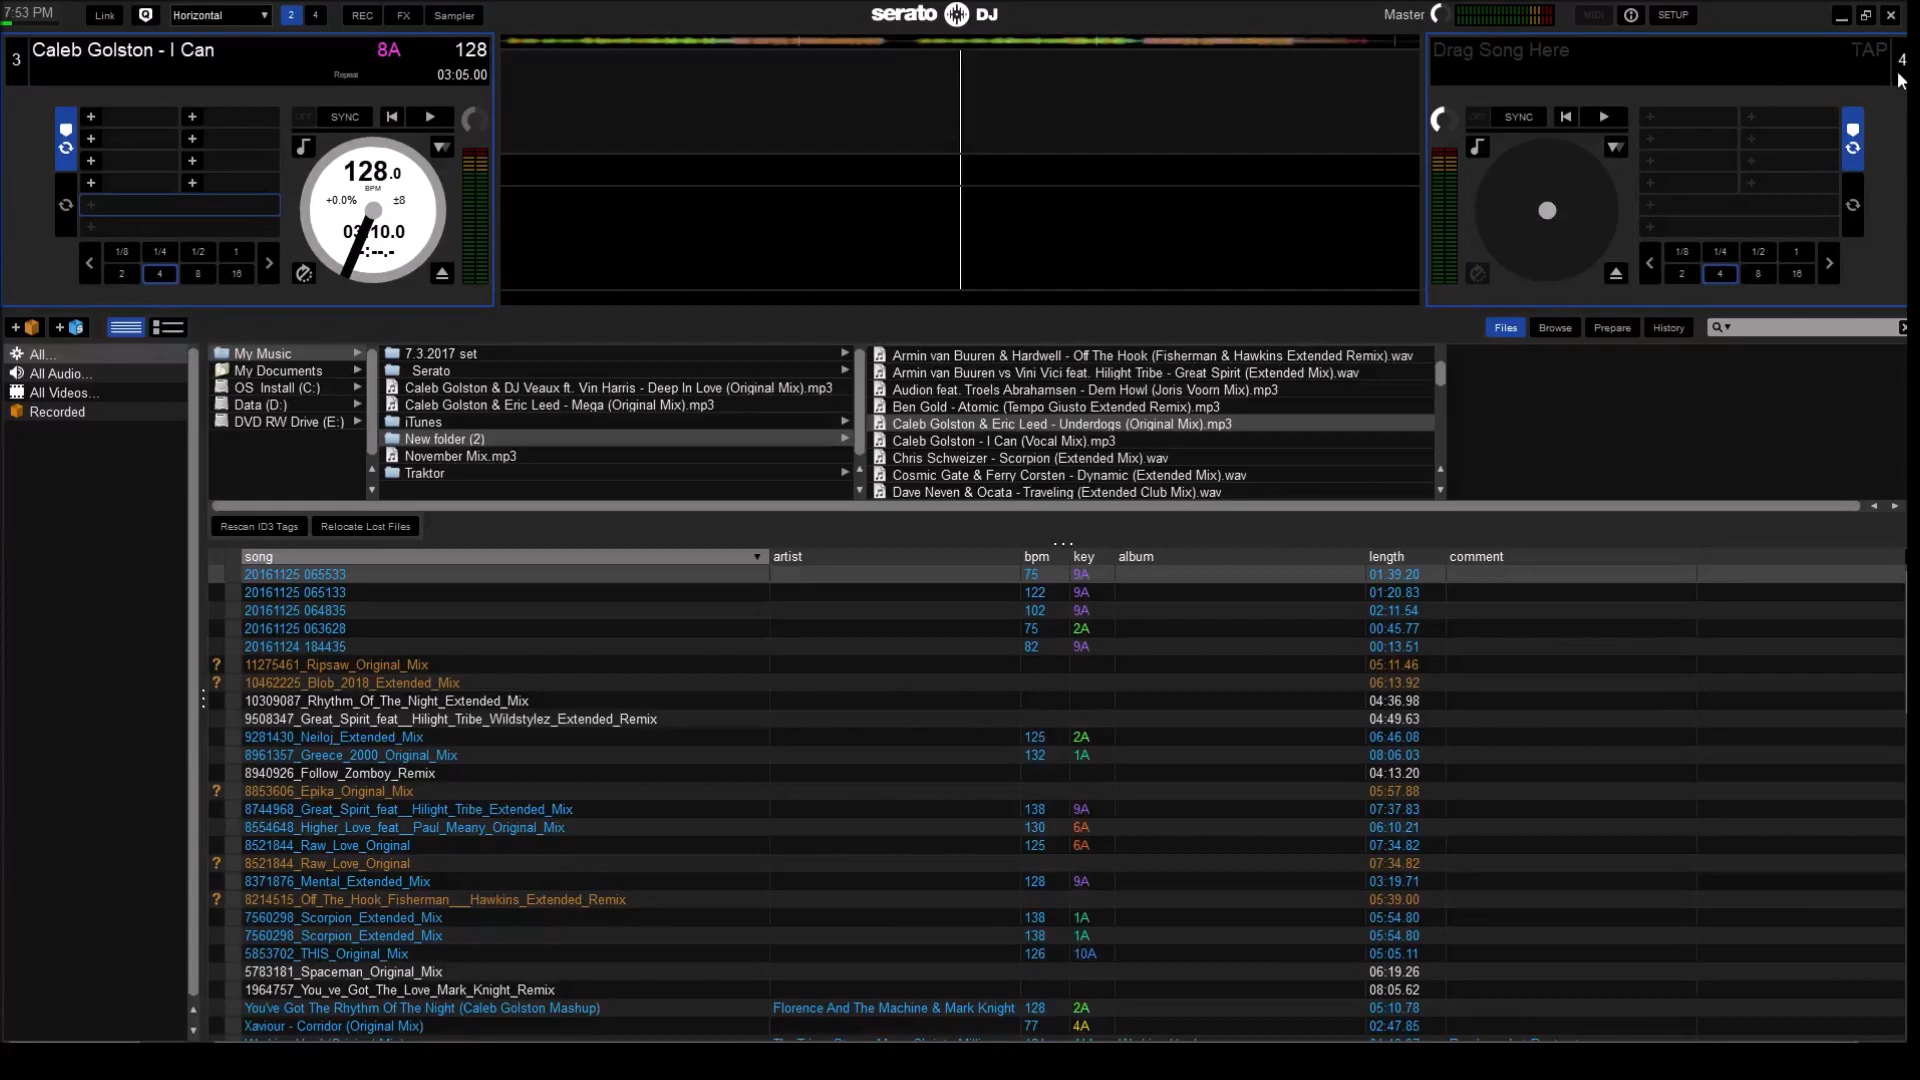 7:53 PM
Link
Horizontal
2
4
REC
FX
Sampler
serato DJ
Master
MIDI
SETUP
3
Caleb Golston - I Can
8A
128
Repeat
03:05.00
SYNC
128.0
BPM
+0.0%
±8
1/8 1/4 1/2 1
2 4 8 16
Drag Song Here
TAP
4
SYNC
1/8 1/4 1/2 1
2 4 8 16
Files
Browse
Prepare
History
All...
All Audio...
All Videos...
Recorded
My Music
My Documents
OS Install (C:)
Data (D:)
DVD RW Drive (E:)
7.3.2017 set
Serato
Caleb Golston & DJ Veaux ft. Vin Harris - Deep In Love (Original Mix).mp3
Caleb Golston & Eric Leed - Mega (Original Mix).mp3
iTunes
New folder (2)
November Mix.mp3
Traktor
Armin van Buuren & Hardwell - Off The Hook (Fisherman & Hawkins Extended Remix).wav
Armin van Buuren vs Vini Vici feat. Hilight Tribe - Great Spirit (Extended Mix).wav
Audion feat. Troels Abrahamsen - Dem Howl (Joris Voorn Mix).mp3
Ben Gold - Atomic (Tempo Giusto Extended Remix).mp3
Caleb Golston & Eric Leed - Underdogs (Original Mix).mp3
Caleb Golston - I Can (Vocal Mix).mp3
Chris Schweizer - Scorpion (Extended Mix).wav
Cosmic Gate & Ferry Corsten - Dynamic (Extended Mix).wav
Dave Neven & Ocata - Traveling (Extended Club Mix).wav
Rescan ID3 Tags
Relocate Lost Files
song artist bpm key album length comment
20161125 065533 75 9A 01:39.20
20161125 065133 122 9A 01:20.83
20161125 064835 102 9A 02:11.54
20161125 063628 75 2A 00:45.77
20161124 184435 82 9A 00:13.51
? 11275461_Ripsaw_Original_Mix 05:11.46
? 10462225_Blob_2018_Extended_Mix 06:13.92
10309087_Rhythm_Of_The_Night_Extended_Mix 04:36.98
9508347_Great_Spirit_feat__Hilight_Tribe_Wildstylez_Extended_Remix 04:49.63
9281430_Neiloj_Extended_Mix 125 2A 06:46.08
8961357_Greece_2000_Original_Mix 132 1A 08:06.03
8940926_Follow_Zomboy_Remix 04:13.20
? 8853606_Epika_Original_Mix 05:57.88
8744968_Great_Spirit_feat__Hilight_Tribe_Extended_Mix 138 9A 07:37.83
8554648_Higher_Love_feat__Paul_Meany_Original_Mix 130 6A 06:10.21
8521844_Raw_Love_Original 125 6A 07:34.82
? 8521844_Raw_Love_Original 07:34.82
8371876_Mental_Extended_Mix 128 9A 03:19.71
? 8214515_Off_The_Hook_Fisherman___Hawkins_Extended_Remix 05:39.00
7560298_Scorpion_Extended_Mix 138 1A 05:54.80
7560298_Scorpion_Extended_Mix 138 1A 05:54.80
5853702_THIS_Original_Mix 126 10A 05:05.11
5783181_Spaceman_Original_Mix 06:19.26
1964757_You_ve_Got_The_Love_Mark_Knight_Remix 08:05.62
You've Got The Rhythm Of The Night (Caleb Golston Mashup) Florence And The Machine & Mark Knight 128 2A 05:10.78
Xaviour - Corridor (Original Mix) 77 4A 02:47.85